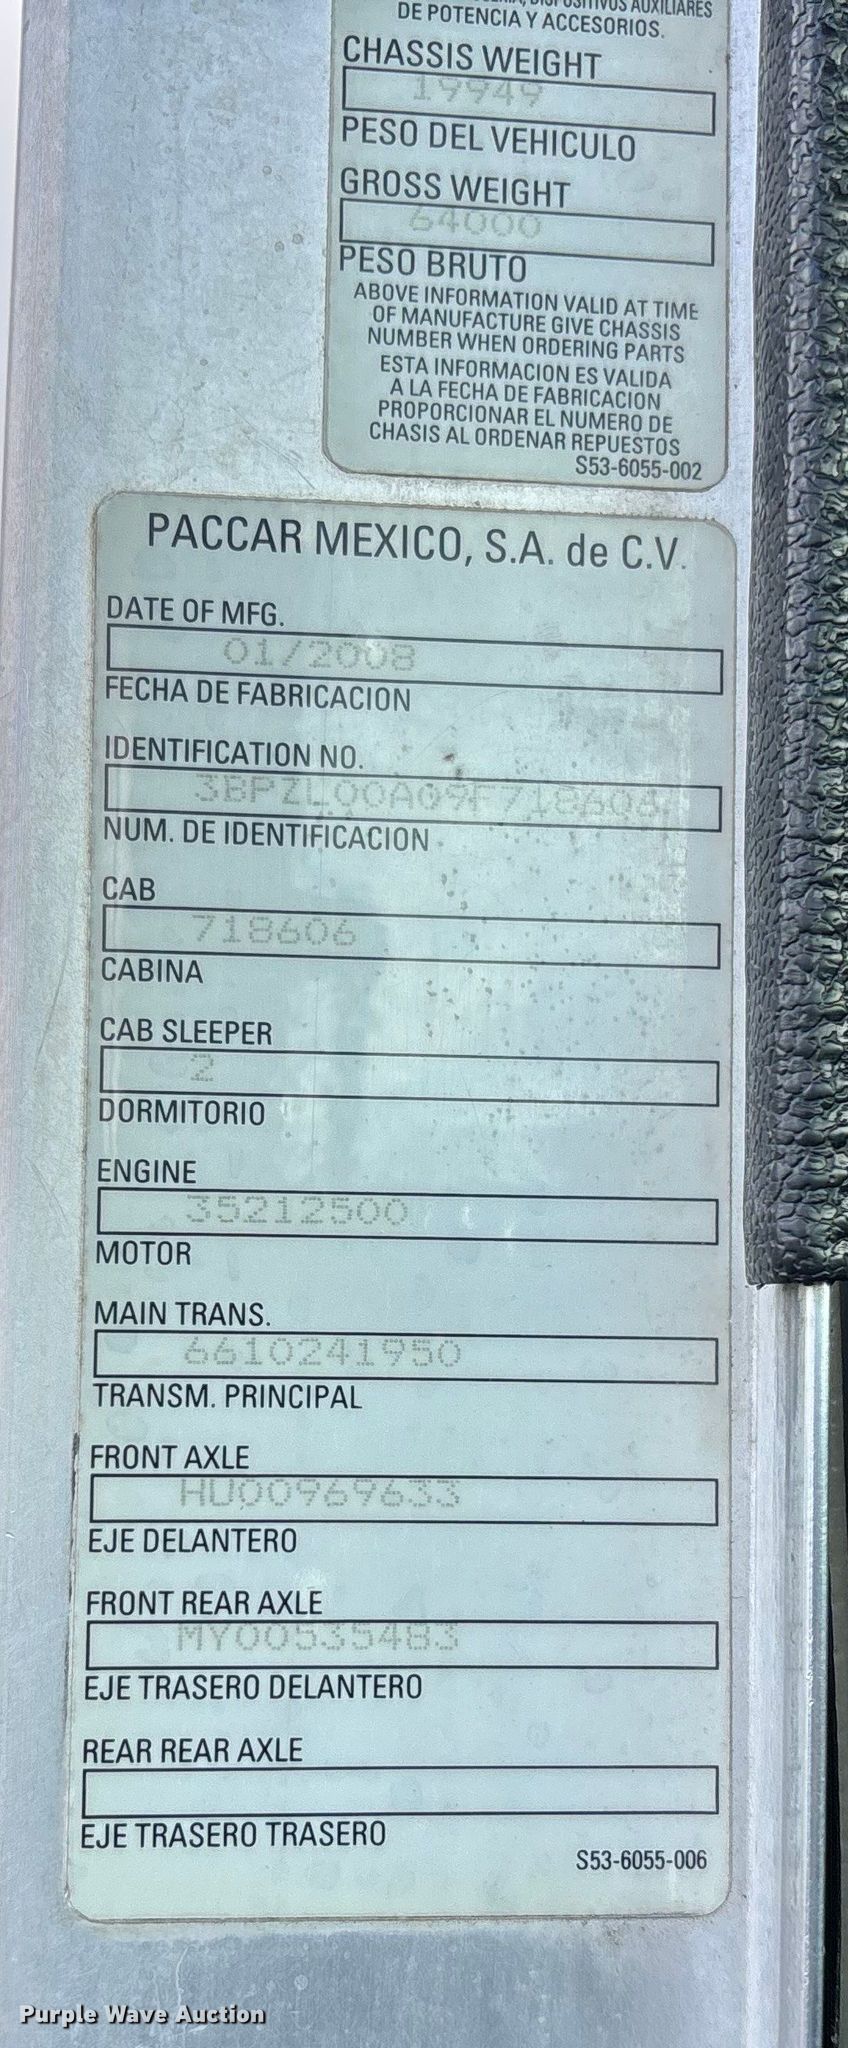 DISPOSITIVOS AUXILIARES
DE POTENCIA Y ACCESORIOS.
CHASSIS WEIGHT
19949
PESO DEL VEHICULO
GROSS WEIGHT
64000
PESO BRUTO
ABOVE INFORMATION VALID AT TIME
OF MANUFACTURE GIVE CHASSIS
NUMBER WHEN ORDERING PARTS
ESTA INFORMACION ES VALIDA
A LA FECHA DE FABRICACION
PROPORCIONAR EL NUMERO DE
CHASIS AL ORDENAR REPUESTOS
S53-6055-002
PACCAR MEXICO, S.A. de C.V.
DATE OF MFG.
01/2008
FECHA DE FABRICACION
IDENTIFICATION NO.
3BPZL00A09F718606
NUM. DE IDENTIFICACION
CAB
718606
CABINA
CAB SLEEPER
2
DORMITORIO
ENGINE
35212500
MOTOR
MAIN TRANS.
6610241950
TRANSM. PRINCIPAL
FRONT AXLE
HU00969633
EJE DELANTERO
FRONT REAR AXLE
MY00535483
EJE TRASERO DELANTERO
REAR REAR AXLE
EJE TRASERO TRASERO
S53-6055-006
Purple Wave Auction